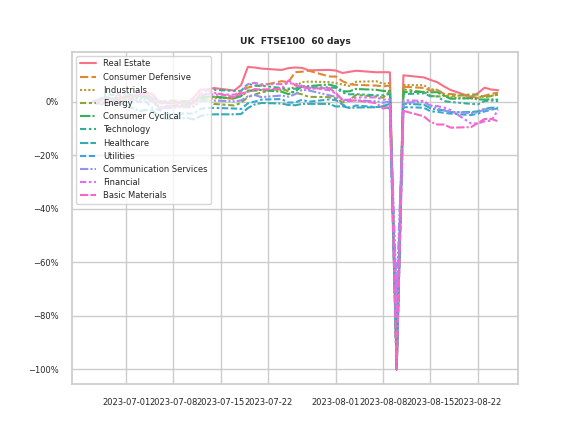 UK FTSE100 60 days
Real Estate
Consumer Defensive
Industrials
Energy
Consumer Cyclical
Technology
Healthcare
Utilities
Communication Services
Financial
Basic Materials
0%
−20%
−40%
−60%
−80%
−100%
2023-07-01 2023-07-08 2023-07-15 2023-07-22 2023-08-01 2023-08-08 2023-08-15 2023-08-22